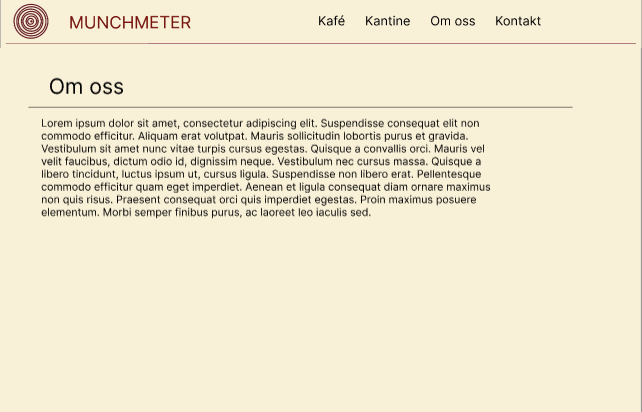 MUNCHMETER
Kafé Kantine Om oss Kontakt
Om oss
Lorem ipsum dolor sit amet, consectetur adipiscing elit. Suspendisse consequat elit non
commodo efficitur. Aliquam erat volutpat. Mauris sollicitudin lobortis purus et gravida.
Vestibulum sit amet nunc vitae turpis cursus egestas. Quisque a convallis orci. Mauris vel
velit faucibus, dictum odio id, dignissim neque. Vestibulum nec cursus massa. Quisque a
libero tincidunt, luctus ipsum ut, cursus ligula. Suspendisse non libero erat. Pellentesque
commodo efficitur quam eget imperdiet. Aenean et ligula consequat diam ornare maximus
non quis risus. Praesent consequat orci quis imperdiet egestas. Proin maximus posuere
elementum. Morbi semper finibus purus, ac laoreet leo iaculis sed.